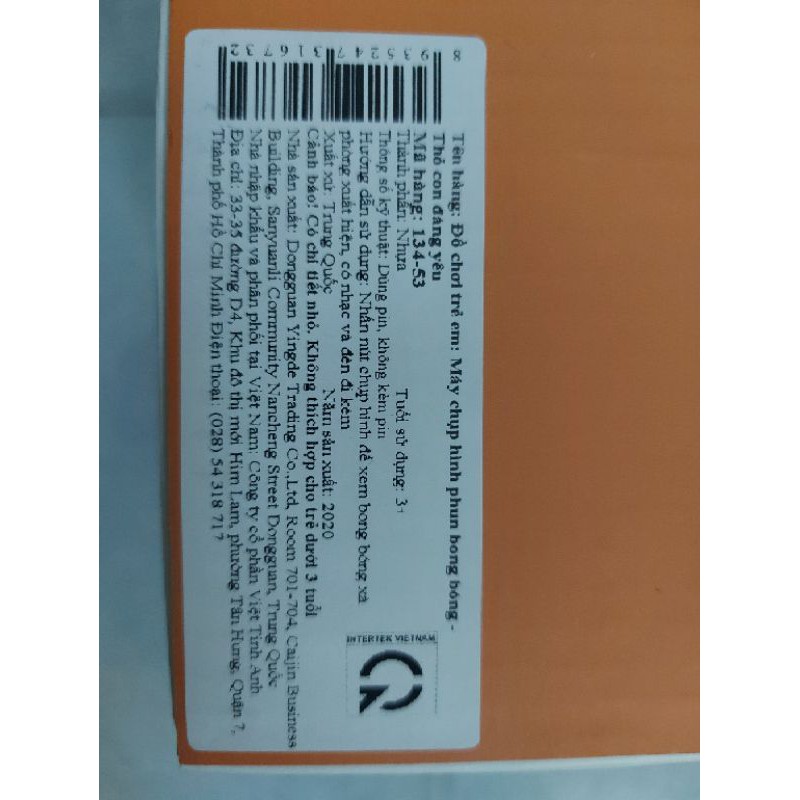 8 935247 316732
Tên hàng: Đồ chơi trẻ em: Máy chụp hình phun bong bóng -
Thỏ con đáng yêu
Mã hàng: 134-53
Thành phần: Nhựa Tuổi sử dụng: 3+
Thông số kỹ thuật: Dùng pin, không kèm pin
Hướng dẫn sử dụng: Nhấn nút chụp hình để xem bong bóng xà
phòng xuất hiện, có nhạc và đèn đi kèm
Xuất xứ: Trung Quốc Năm sản xuất: 2020
Cảnh báo! Có chi tiết nhỏ. Không thích hợp cho trẻ dưới 3 tuổi
Nhà sản xuất: Dongguan Yingde Trading Co.,Ltd, Room 701-704, Caijin Business
Building, Sanyuanli Community Nancheng Street Dongguan, Trung Quốc
Nhà nhập khẩu và phân phối tại Việt Nam: Công ty cổ phần Việt Tinh Anh
Địa chỉ: 33-35 đường D4, Khu đô thị mới Him Lam, phường Tân Hưng, Quận 7,
Thành phố Hồ Chí Minh Điện thoại: (028) 54 318 717
INTERTEK VIETNAM
CR